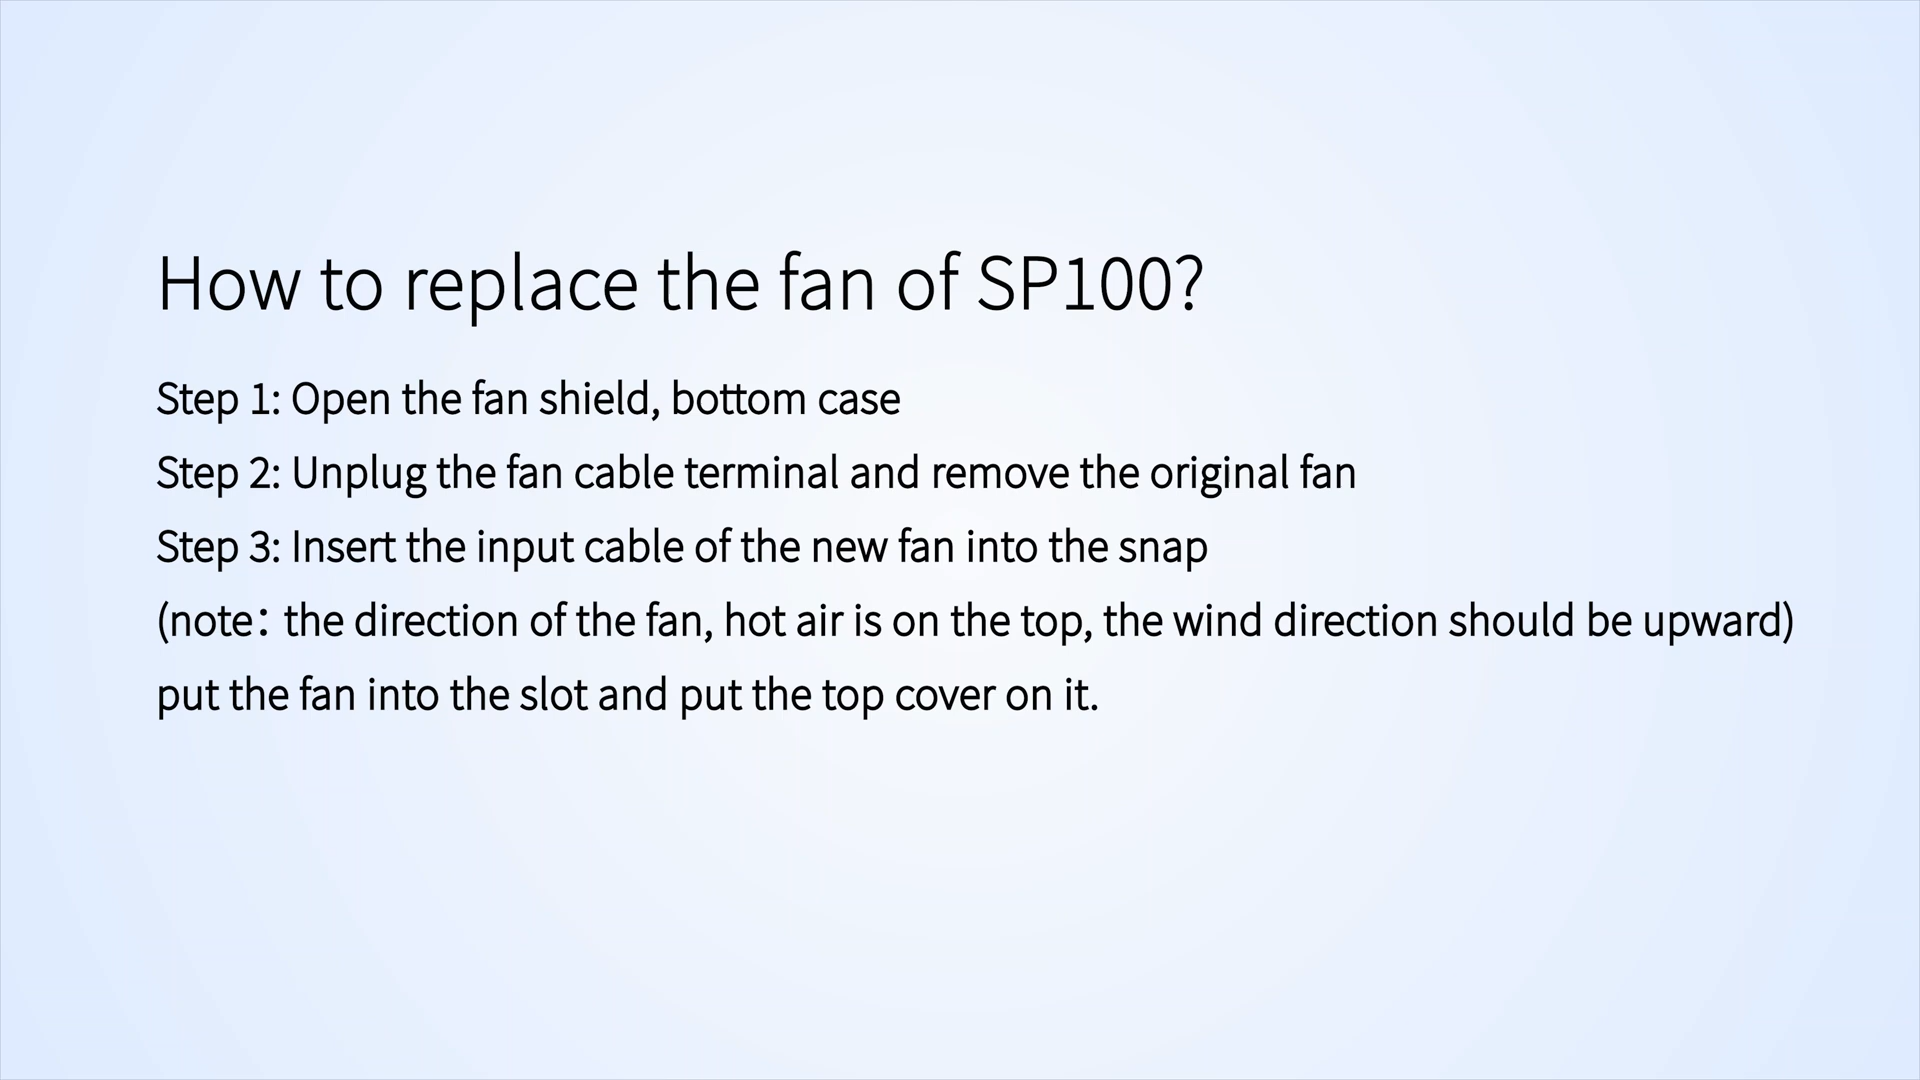 How to replace the fan of SP100?
Step 1: Open the fan shield, bottom case
Step 2: Unplug the fan cable terminal and remove the original fan
Step 3: Insert the input cable of the new fan into the snap
(note：the direction of the fan, hot air is on the top, the wind direction should be upward)
put the fan into the slot and put the top cover on it.